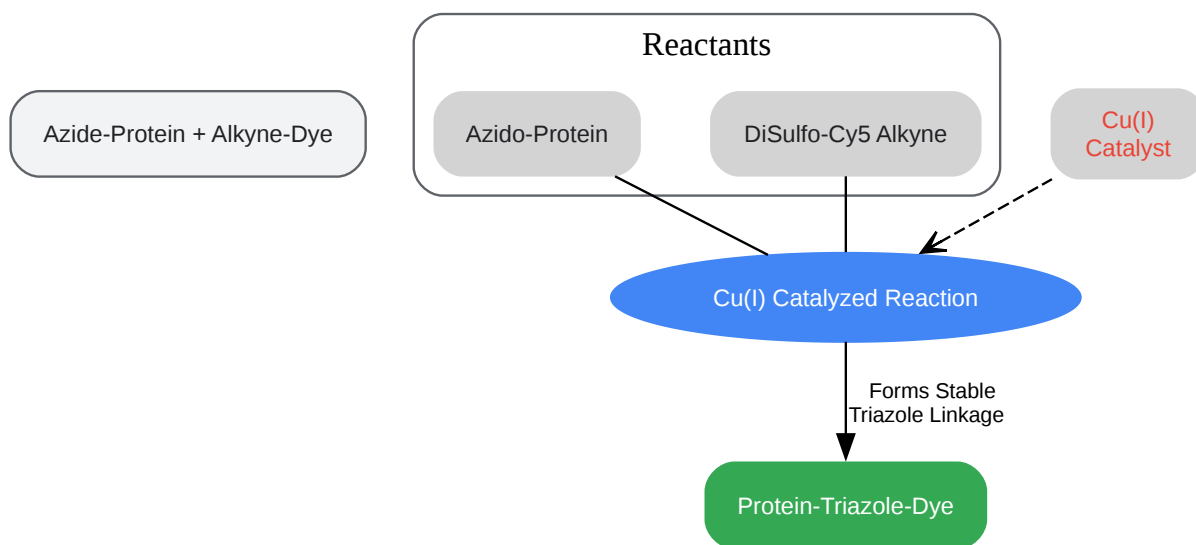 Reactants
Azide-Protein + Alkyne-Dye
Azido-Protein
DiSulfo-Cy5 Alkyne
Cu(I)
Catalyst
Cu(I) Catalyzed Reaction
Forms Stable
Triazole Linkage
Protein-Triazole-Dye